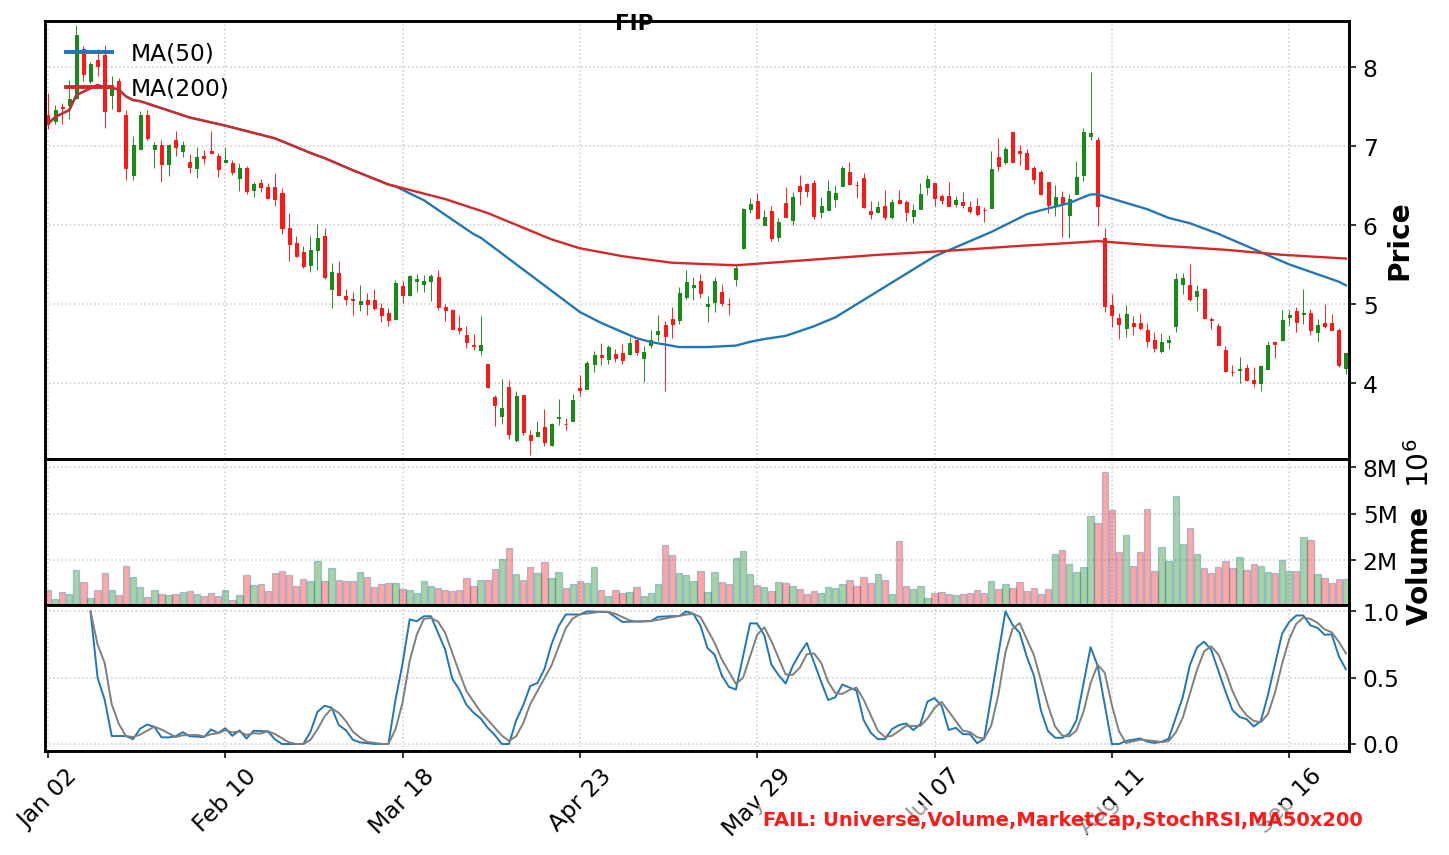 FIP
MA(50)
MA(200)
8
7
6
5
4
Price
8M
5M
2M
Volume 10^6
1.0
0.5
0.0
Jan 02
Feb 10
Mar 18
Apr 23
May 29
Jul 07
Aug 11
Sep 16
FAIL: Universe,Volume,MarketCap,StochRSI,MA50x200